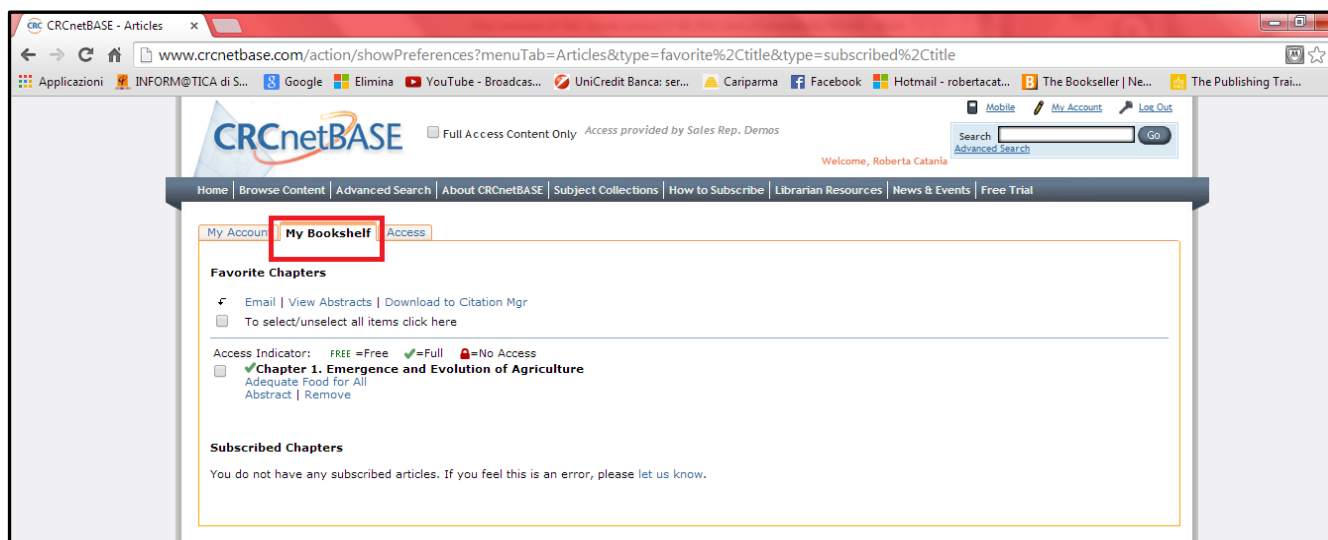 CRC CRCnetBASE - Articles ×
www.crcnetbase.com/action/showPreferences?menuTab=Articles&type=favorite%2Ctitle&type=subscribed%2Ctitle
Applicazioni INFORM@TICA di S... Google Elimina YouTube - Broadcas... UniCredit Banca: ser... Cariparma Facebook Hotmail - robertacat... The Bookseller | Ne... The Publishing Trai...
Mobile My Account Log Out
CRCnetBASE Full Access Content Only Access provided by Sales Rep. Demos
Search Go
Advanced Search
Welcome, Roberta Catania
Home | Browse Content | Advanced Search | About CRCnetBASE | Subject Collections | How to Subscribe | Librarian Resources | News & Events | Free Trial
My Account My Bookshelf Access
Favorite Chapters
Email | View Abstracts | Download to Citation Mgr
To select/unselect all items click here
Access Indicator: FREE =Free ✔=Full =No Access
✔Chapter 1. Emergence and Evolution of Agriculture
Adequate Food for All
Abstract | Remove
Subscribed Chapters
You do not have any subscribed articles. If you feel this is an error, please let us know.